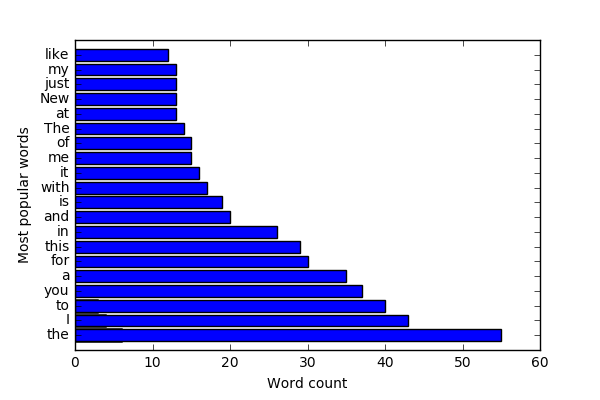 Most popular words
like
my
just
New
at
The
of
me
it
with
is
and
in
this
for
a
you
to
I
the
0 10 20 30 40 50 60
Word count